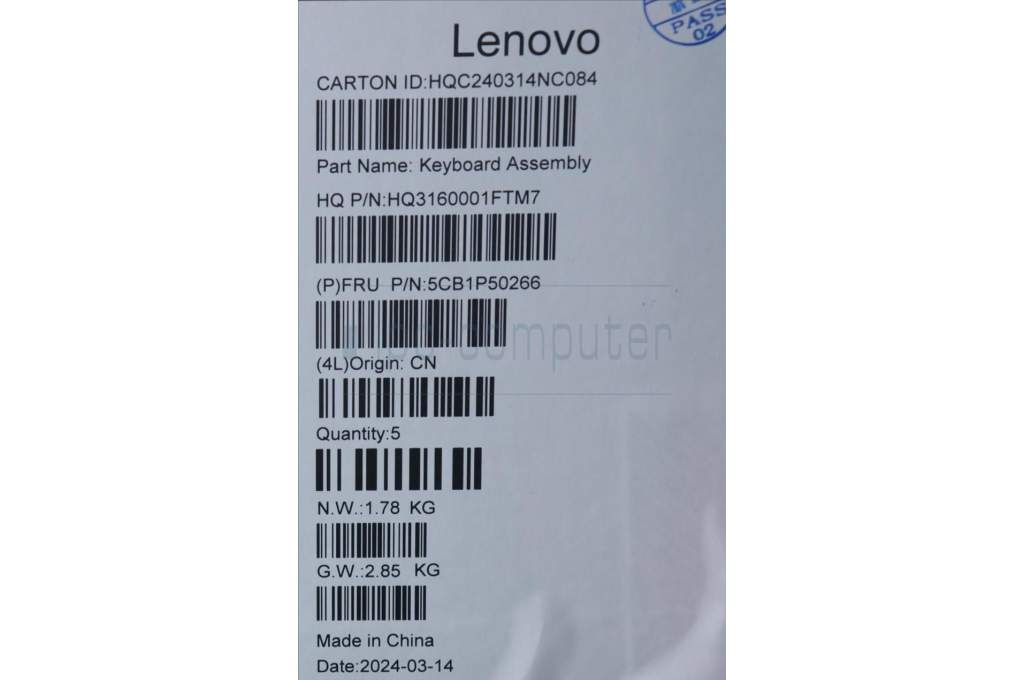 Lenovo
PASS
02
CARTON ID:HQC240314NC084
Part Name: Keyboard Assembly
HQ P/N:HQ3160001FTM7
(P)FRU P/N:5CB1P50266
computer
(4L)Origin: CN
Quantity:5
N.W.:1.78 KG
G.W.:2.85 KG
Made in China
Date:2024-03-14